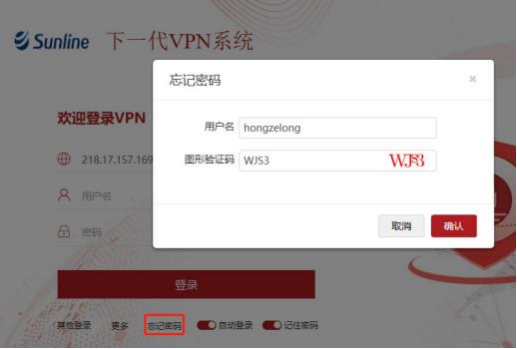 Sunline 下一代VPN系统
忘记密码
×
欢迎登录VPN
用户名 hongzelong
218.17.157.169
图形验证码 WJS3 WJS3
用户名
密码
取消 确认
登录
其他登录 更多 忘记密码 自动登录 记住密码